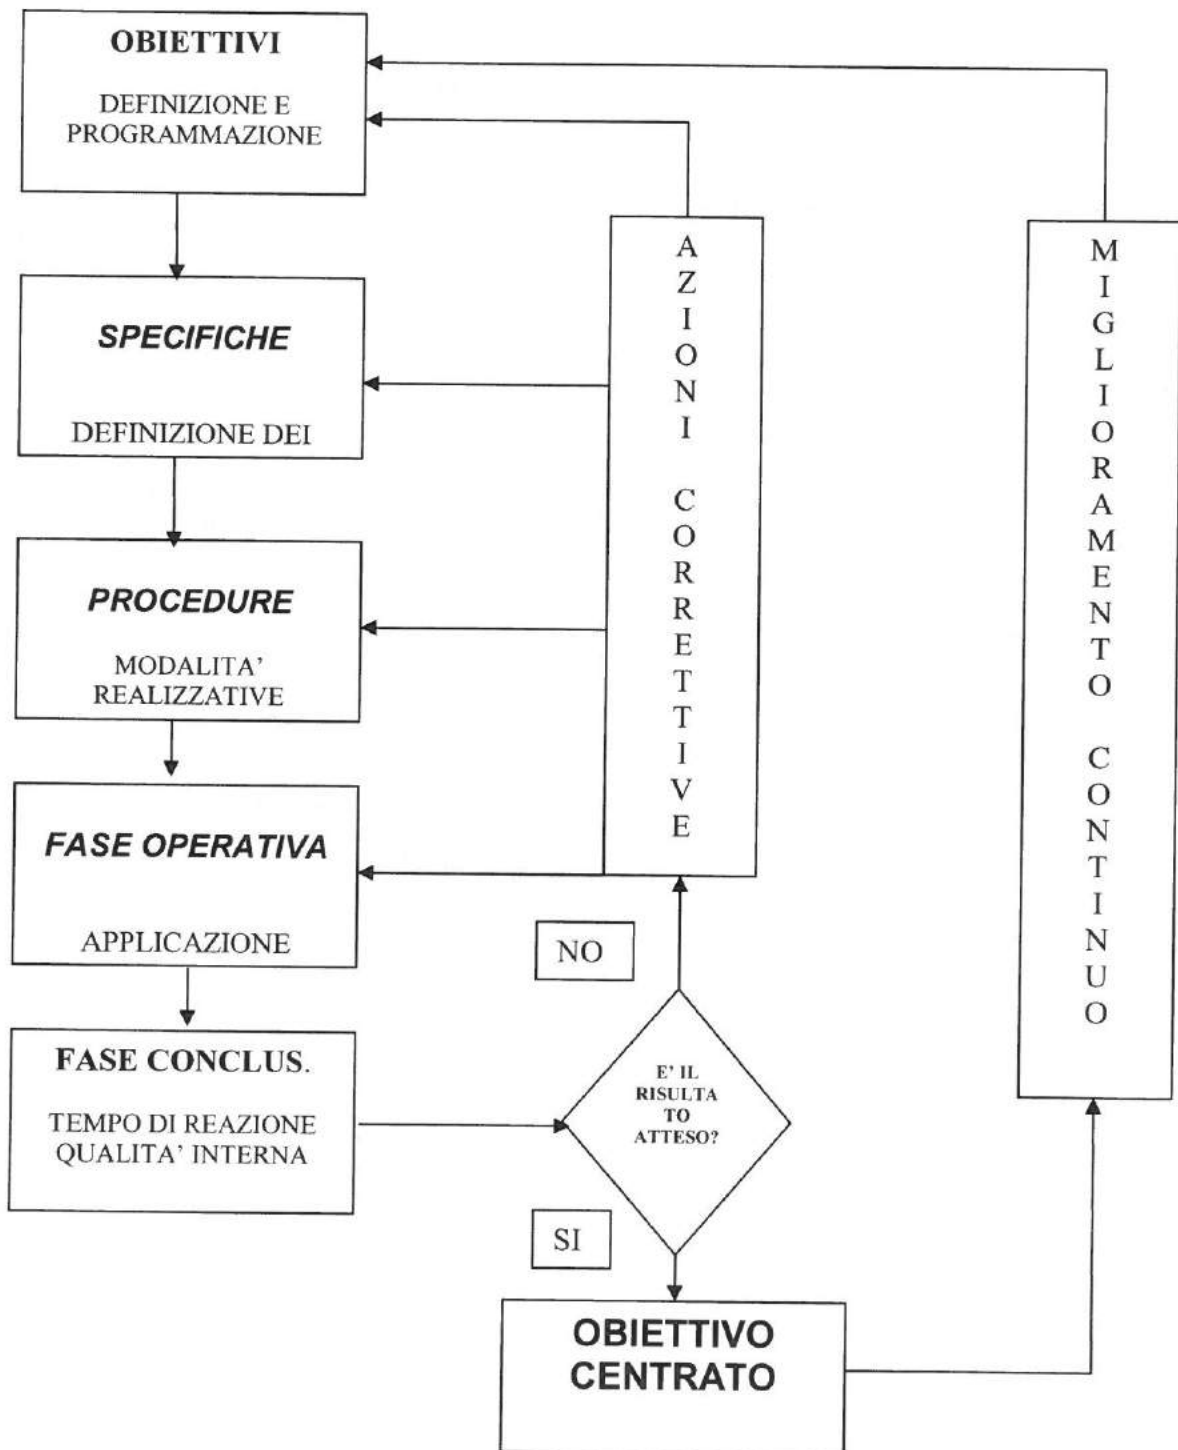 OBIETTIVI
DEFINIZIONE E
PROGRAMMAZIONE
SPECIFICHE
DEFINIZIONE DEI
PROCEDURE
MODALITA'
REALIZZATIVE
FASE OPERATIVA
APPLICAZIONE
FASE CONCLUS.
TEMPO DI REAZIONE
QUALITA' INTERNA
AZIONI CORRETTIVE
NO
E' IL
RISULTA
TO
ATTESO?
SI
OBIETTIVO
CENTRATO
MIGLIORAMENTO CONTINUO